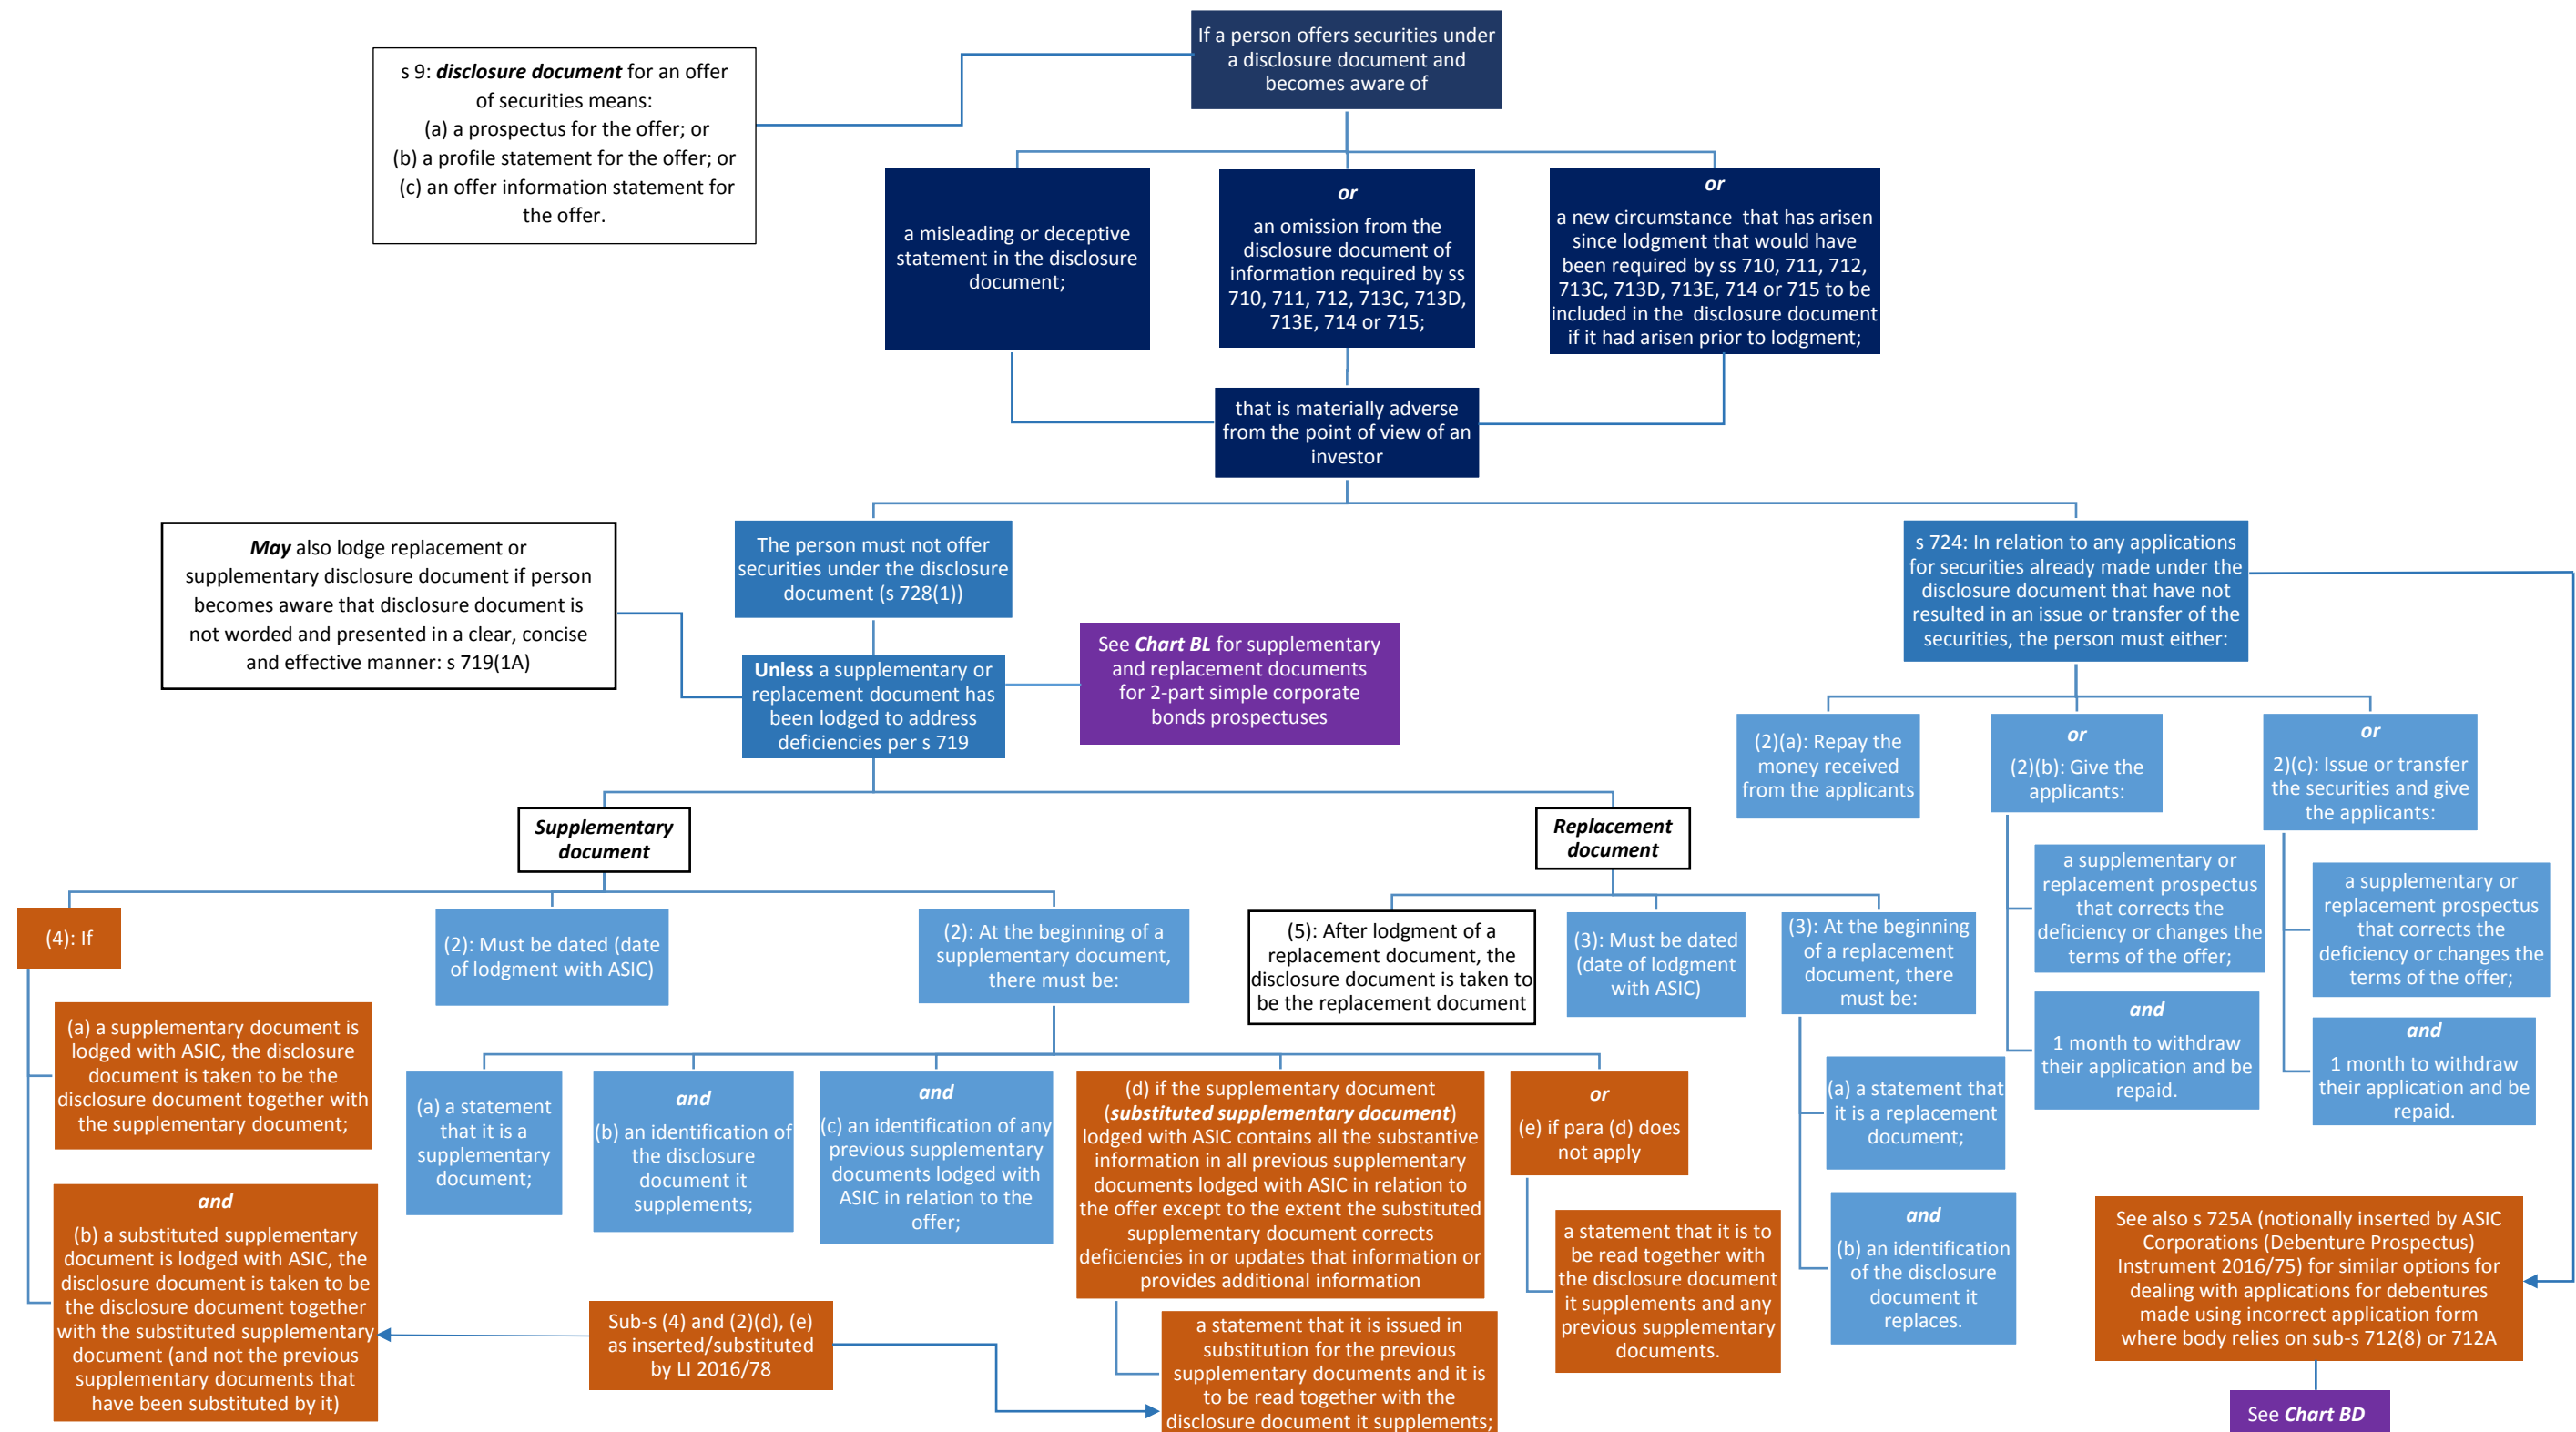 If a person offers securities under
a disclosure document and
becomes aware of
s 9: disclosure document for an offer
of securities means:
(a) a prospectus for the offer; or
(b) a profile statement for the offer; or
(c) an offer information statement for
the offer.
a misleading or deceptive
statement in the disclosure
document;
or
an omission from the
disclosure document of
information required by ss
710, 711, 712, 713C, 713D,
713E, 714 or 715;
or
a new circumstance that has arisen
since lodgment that would have
been required by ss 710, 711, 712,
713C, 713D, 713E, 714 or 715 to be
included in the disclosure document
if it had arisen prior to lodgment;
that is materially adverse
from the point of view of an
investor
May also lodge replacement or
supplementary disclosure document if person
becomes aware that disclosure document is
not worded and presented in a clear, concise
and effective manner: s 719(1A)
The person must not offer
securities under the disclosure
document (s 728(1))
Unless a supplementary or
replacement document has
been lodged to address
deficiencies per s 719
See Chart BL for supplementary
and replacement documents
for 2-part simple corporate
bonds prospectuses
s 724: In relation to any applications
for securities already made under the
disclosure document that have not
resulted in an issue or transfer of the
securities, the person must either:
(2)(a): Repay the
money received
from the applicants
or
(2)(b): Give the
applicants:
or
2)(c): Issue or transfer
the securities and give
the applicants:
a supplementary or
replacement prospectus
that corrects the
deficiency or changes the
terms of the offer;
and
1 month to withdraw
their application and be
repaid.
a supplementary or
replacement prospectus
that corrects the
deficiency or changes the
terms of the offer;
and
1 month to withdraw
their application and be
repaid.
Supplementary
document
Replacement
document
(4): If
(2): Must be dated (date
of lodgment with ASIC)
(2): At the beginning of a
supplementary document,
there must be:
(5): After lodgment of a
replacement document, the
disclosure document is taken to
be the replacement document
(3): Must be dated
(date of lodgment
with ASIC)
(3): At the beginning
of a replacement
document, there
must be:
(a) a supplementary document is
lodged with ASIC, the disclosure
document is taken to be the
disclosure document together with
the supplementary document;
and
(b) a substituted supplementary
document is lodged with ASIC, the
disclosure document is taken to be
the disclosure document together
with the substituted supplementary
document (and not the previous
supplementary documents that
have been substituted by it)
(a) a statement
that it is a
supplementary
document;
and
(b) an identification of
the disclosure
document it
supplements;
and
(c) an identification of any
previous supplementary
documents lodged with
ASIC in relation to the
offer;
(d) if the supplementary document
(substituted supplementary document)
lodged with ASIC contains all the substantive
information in all previous supplementary
documents lodged with ASIC in relation to
the offer except to the extent the substituted
supplementary document corrects
deficiencies in or updates that information or
provides additional information
or
(e) if para (d) does
not apply
a statement that it is to
be read together with
the disclosure document
it supplements and any
previous supplementary
documents.
a statement that it is issued in
substitution for the previous
supplementary documents and it is
to be read together with the
disclosure document it supplements;
Sub-s (4) and (2)(d), (e)
as inserted/substituted
by LI 2016/78
(a) a statement that
it is a replacement
document;
and
(b) an identification
of the disclosure
document it
replaces.
See also s 725A (notionally inserted by ASIC
Corporations (Debenture Prospectus)
Instrument 2016/75) for similar options for
dealing with applications for debentures
made using incorrect application form
where body relies on sub-s 712(8) or 712A
See Chart BD